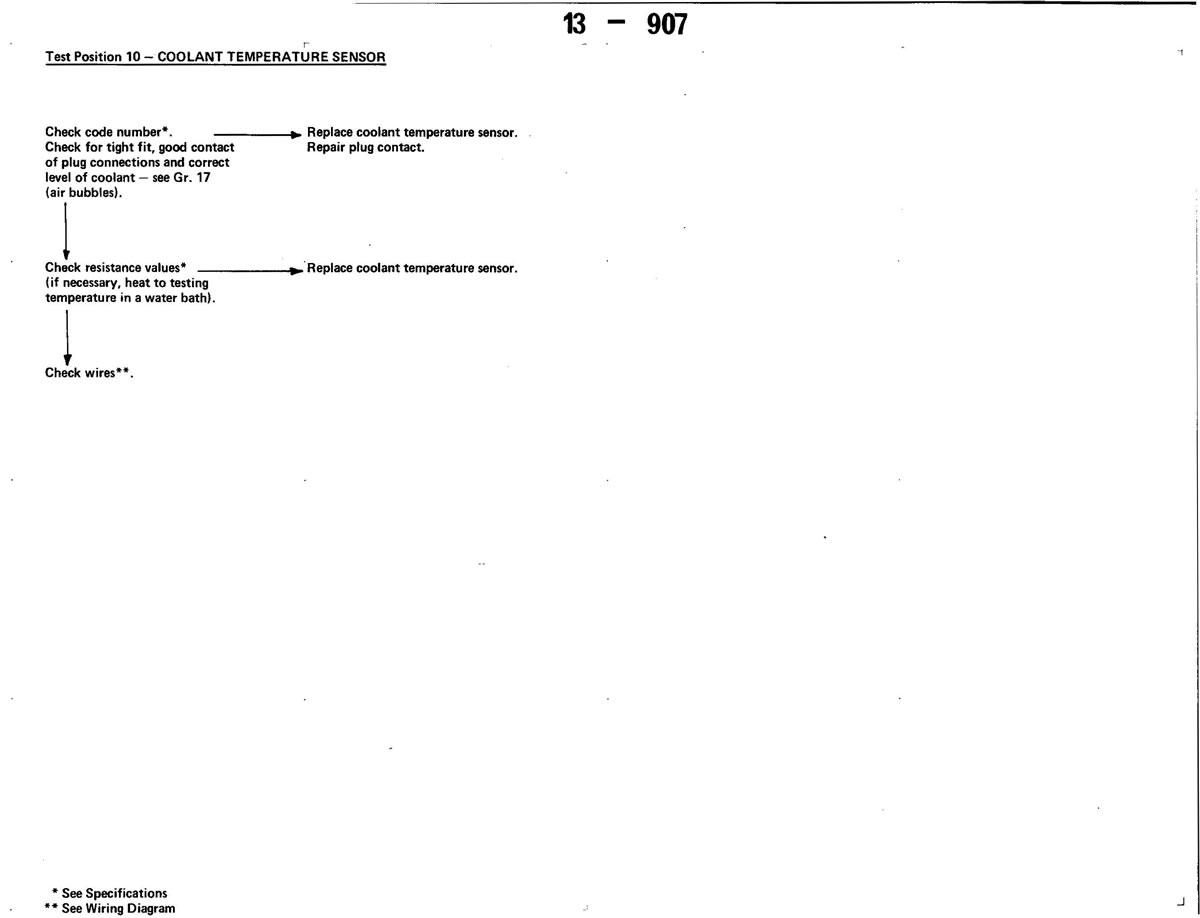 13 – 907
Test Position 10 – COOLANT TEMPERATURE SENSOR
Check code number*.
Check for tight fit, good contact
of plug connections and correct
level of coolant – see Gr. 17
(air bubbles).
Replace coolant temperature sensor.
Repair plug contact.
Check resistance values*
(if necessary, heat to testing
temperature in a water bath).
Replace coolant temperature sensor.
Check wires**.
* See Specifications
** See Wiring Diagram